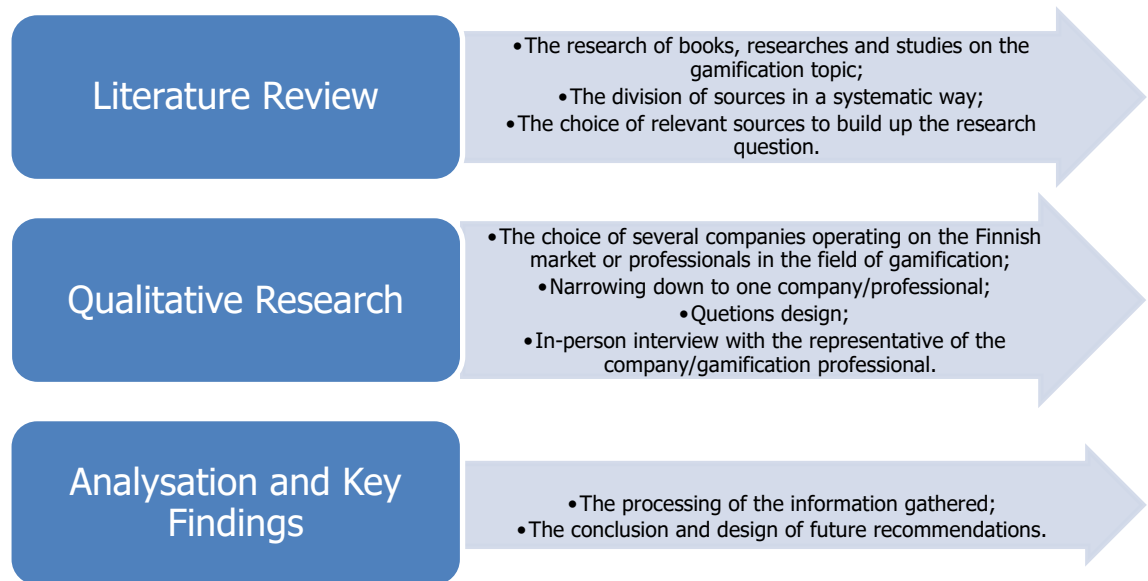 Literature Review
•The research of books, researches and studies on the
gamification topic;
•The division of sources in a systematic way;
•The choice of relevant sources to build up the research
question.
Qualitative Research
•The choice of several companies operating on the Finnish
market or professionals in the field of gamification;
•Narrowing down to one company/professional;
•Quetions design;
•In-person interview with the representative of the
company/gamification professional.
Analysation and Key
Findings
•The processing of the information gathered;
•The conclusion and design of future recommendations.